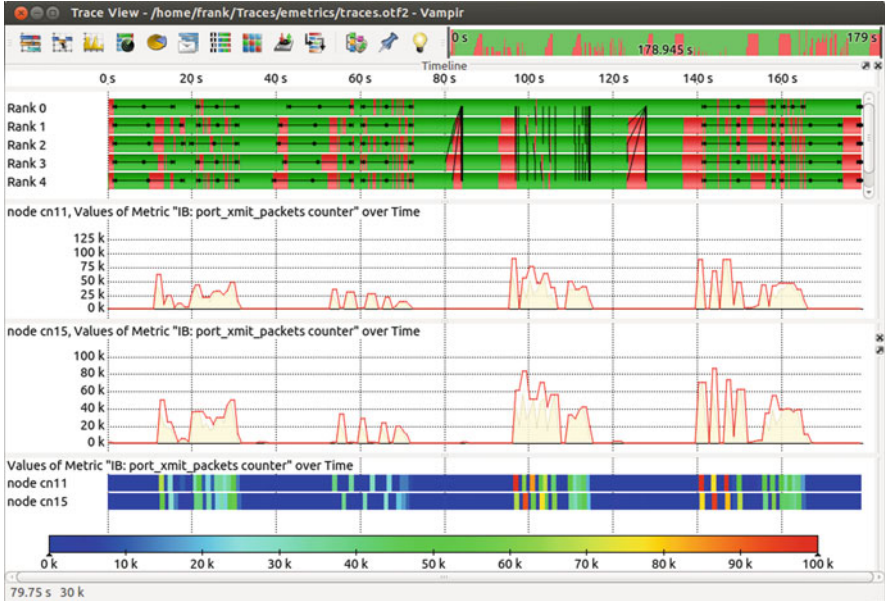 Trace View - /home/frank/Traces/emetrics/traces.otf2 - Vampir
0 s 178.945 s 179 s
Timeline
0 s 20 s 40 s 60 s 80 s 100 s 120 s 140 s 160 s
Rank 0
Rank 1
Rank 2
Rank 3
Rank 4
node cn11, Values of Metric "IB: port_xmit_packets counter" over Time
125 k
100 k
75 k
50 k
25 k
0 k
node cn15, Values of Metric "IB: port_xmit_packets counter" over Time
100 k
80 k
60 k
40 k
20 k
0 k
Values of Metric "IB: port_xmit_packets counter" over Time
node cn11
node cn15
0 k 10 k 20 k 30 k 40 k 50 k 60 k 70 k 80 k 90 k 100 k
79.75 s 30 k